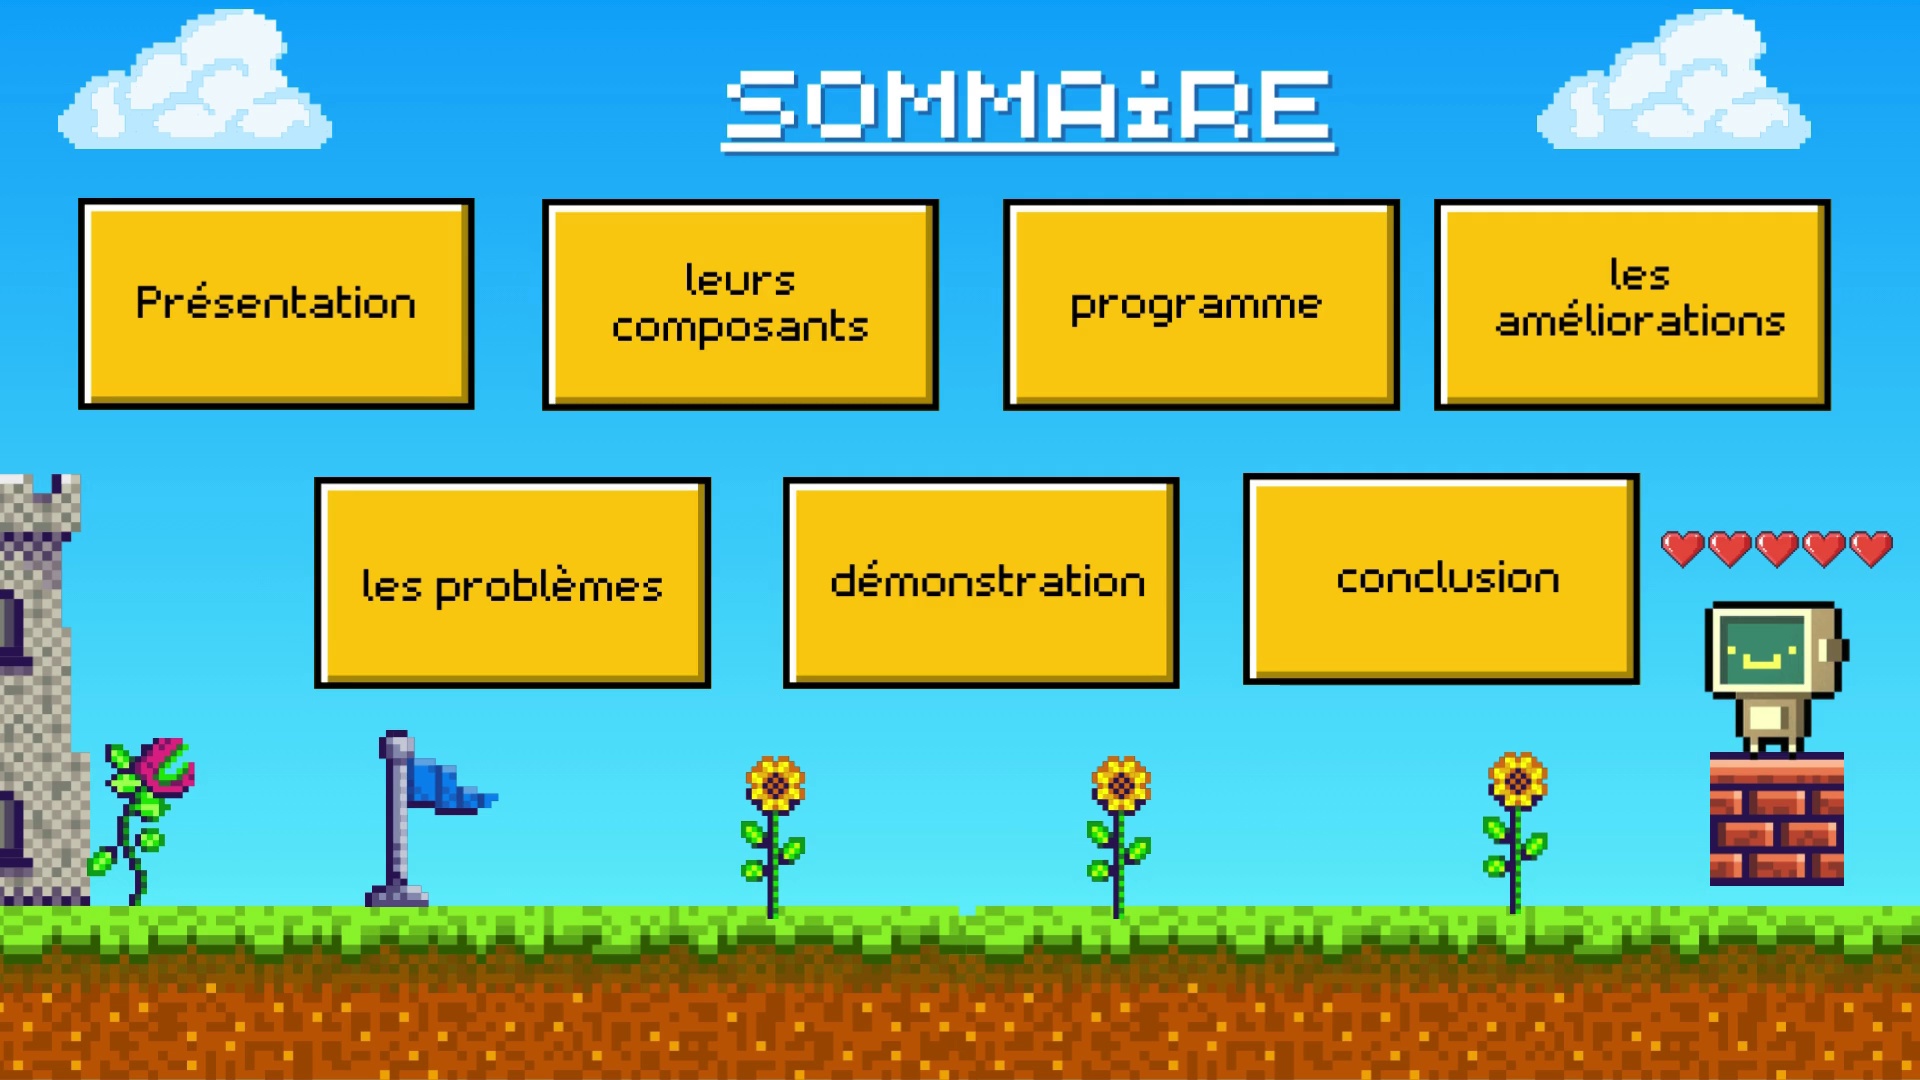 SOMMAiRE
Présentation
leurs
composants
programme
les
améliorations
les problèmes
démonstration
conclusion